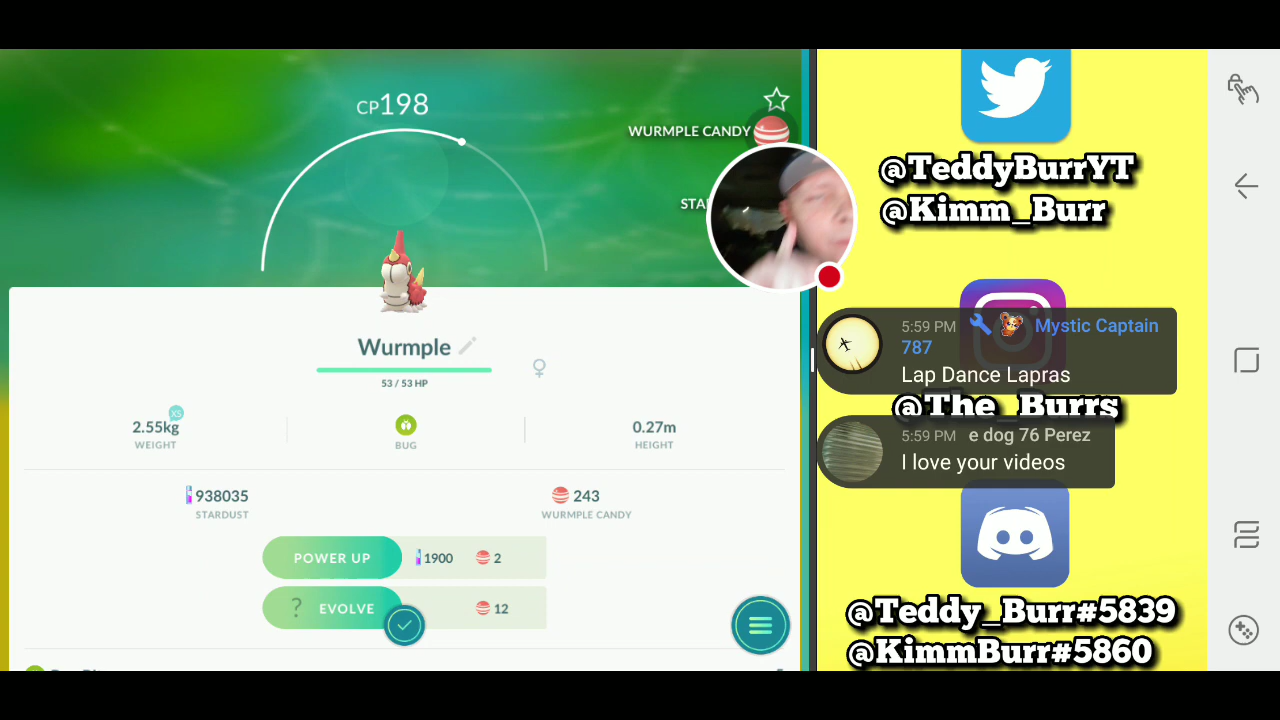 CP198
WURMPLE CANDY
Wurmple
53 / 53 HP
XS
2.55kg
WEIGHT
BUG
0.27m
HEIGHT
938035
STARDUST
243
WURMPLE CANDY
POWER UP
1900
2
? EVOLVE
12
@TeddyBurrYT
@Kimm_Burr
5:59 PM Mystic Captain
787
Lap Dance Lapras
@The_Burrs
5:59 PM e dog 76 Perez
I love your videos
@Teddy_Burr#5839
@KimmBurr#5860